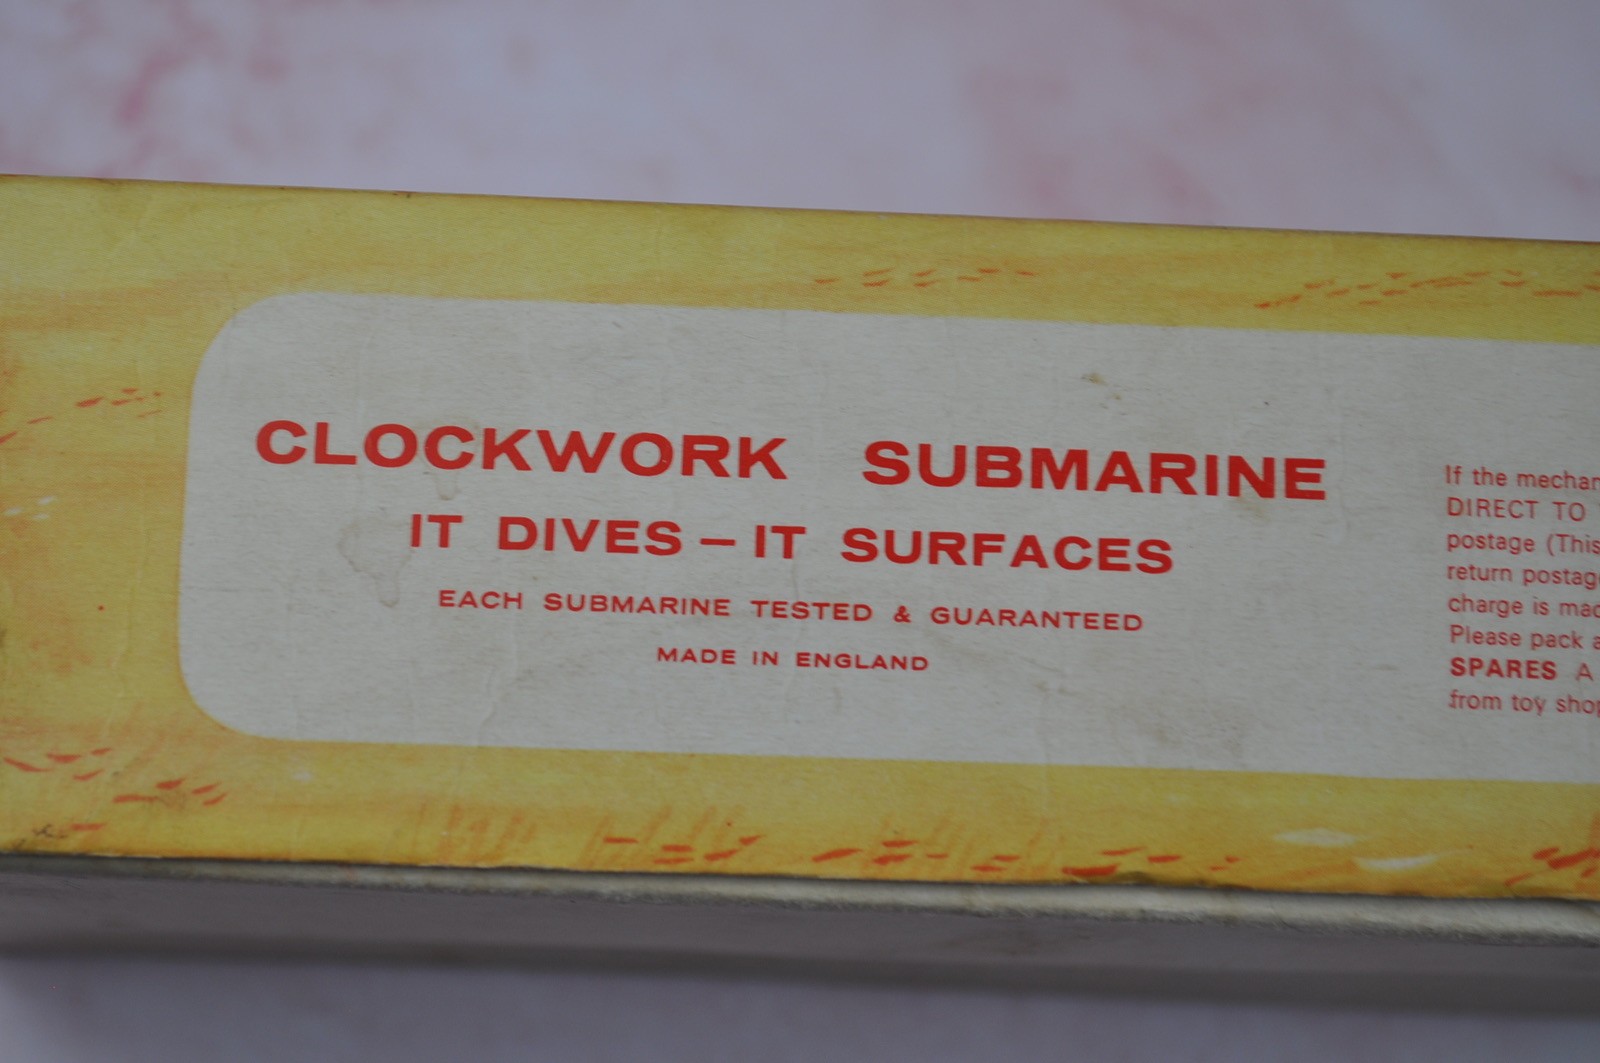 CLOCKWORK SUBMARINE
IT DIVES – IT SURFACES
EACH SUBMARINE TESTED & GUARANTEED
MADE IN ENGLAND
If the
DIRECT TO
postage (This
return
charge is
Please pack
SPARES A
from toy